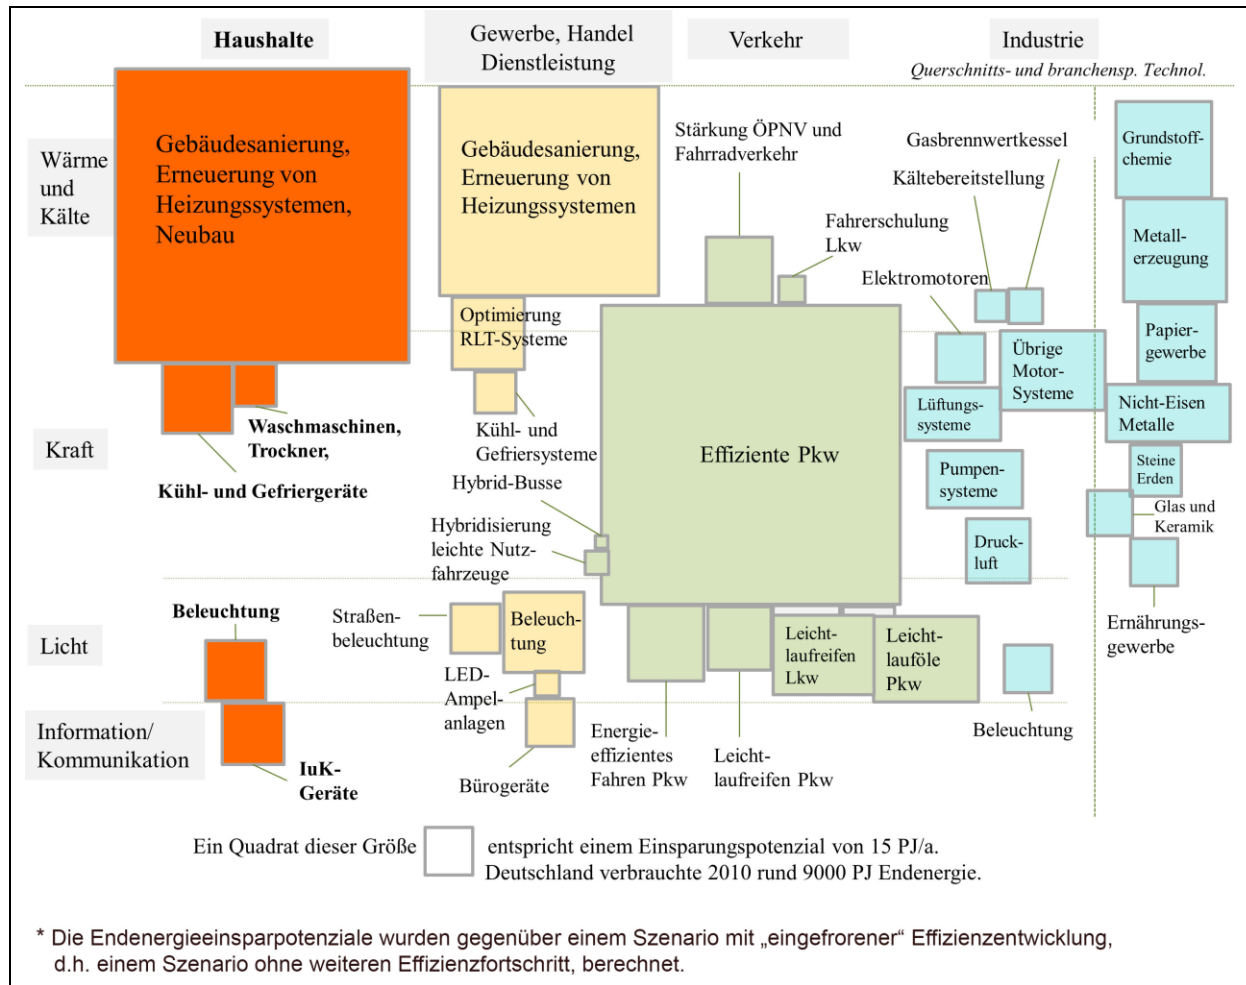 Haushalte
Gewerbe, Handel
Dienstleistung
Verkehr
Industrie
Querschnitts- und branchensp. Technol.
Wärme
und
Kälte
Gebäudesanierung,
Erneuerung von
Heizungssystemen,
Neubau
Gebäudesanierung,
Erneuerung von
Heizungssystemen
Stärkung ÖPNV und
Fahrradverkehr
Fahrerschulung
Lkw
Gasbrennwertkessel
Kältebereitstellung
Elektromotoren
Grundstoff-
chemie
Metall-
erzeugung
Optimierung
RLT-Systeme
Übrige
Motor-
Systeme
Papier-
gewerbe
Kraft
Waschmaschinen,
Trockner,
Kühl- und Gefriergeräte
Kühl- und
Gefriersysteme
Hybrid-Busse
Hybridisierung
leichte Nutz-
fahrzeuge
Effiziente Pkw
Lüftungs-
systeme
Pumpen-
systeme
Druck-
luft
Nicht-Eisen
Metalle
Steine
Erden
Glas und
Keramik
Ernährungs-
gewerbe
Licht
Beleuchtung
Straßen-
beleuchtung
Beleuch-
tung
LED-
Ampel-
anlagen
Leicht-
laufreifen
Lkw
Leicht-
lauföle
Pkw
Beleuchtung
Information/
Kommunikation
IuK-
Geräte
Bürogeräte
Energie-
effizientes
Fahren Pkw
Leicht-
laufreifen Pkw
Ein Quadrat dieser Größe entspricht einem Einsparungspotenzial von 15 PJ/a.
Deutschland verbrauchte 2010 rund 9000 PJ Endenergie.
* Die Endenergieeinsparpotenziale wurden gegenüber einem Szenario mit „eingefrorener“ Effizienzentwicklung,
d.h. einem Szenario ohne weiteren Effizienzfortschritt, berechnet.